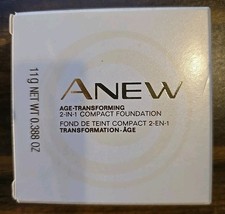 ANEW
AGE-TRANSFORMING
2-IN-1 COMPACT FOUNDATION
FOND DE TEINT COMPACT 2-EN-1
TRANSFORMATION-ÂGE
11g NET WT 0.388 OZ